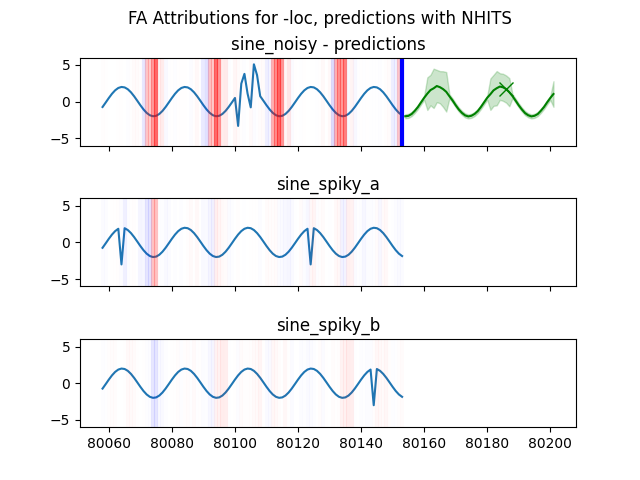 FA Attributions for -loc, predictions with NHITS
sine_noisy - predictions
5
0
−5
sine_spiky_a
5
0
−5
sine_spiky_b
5
0
−5
80060 80080 80100 80120 80140 80160 80180 80200